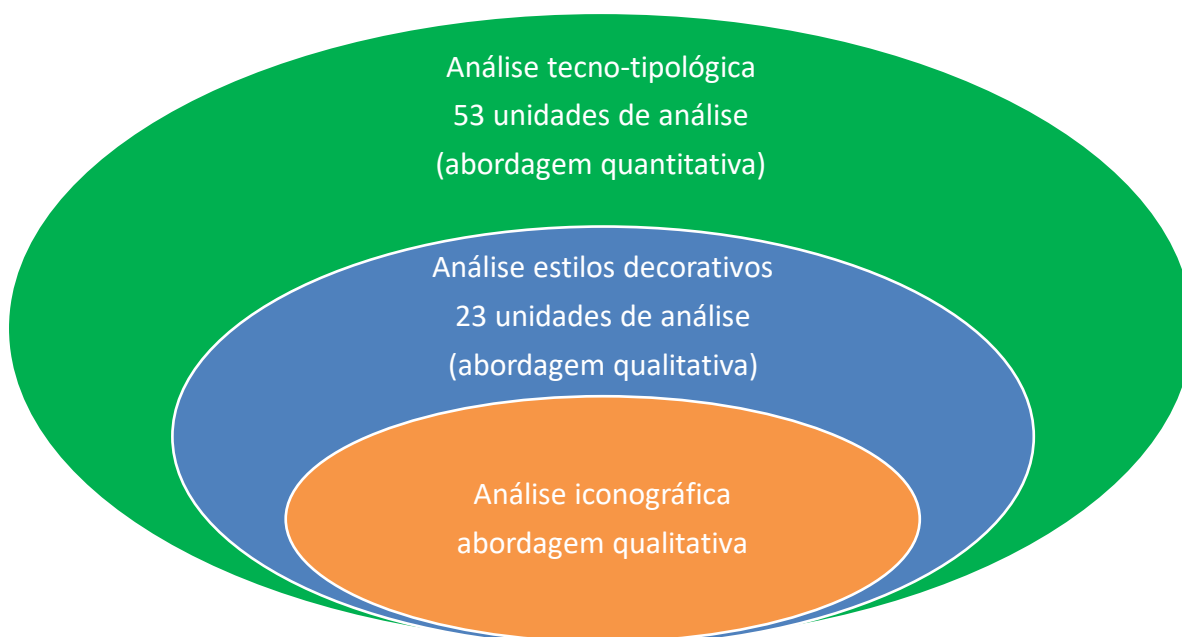 Análise tecno-tipológica
53 unidades de análise
(abordagem quantitativa)
Análise estilos decorativos
23 unidades de análise
(abordagem qualitativa)
Análise iconográfica
abordagem qualitativa